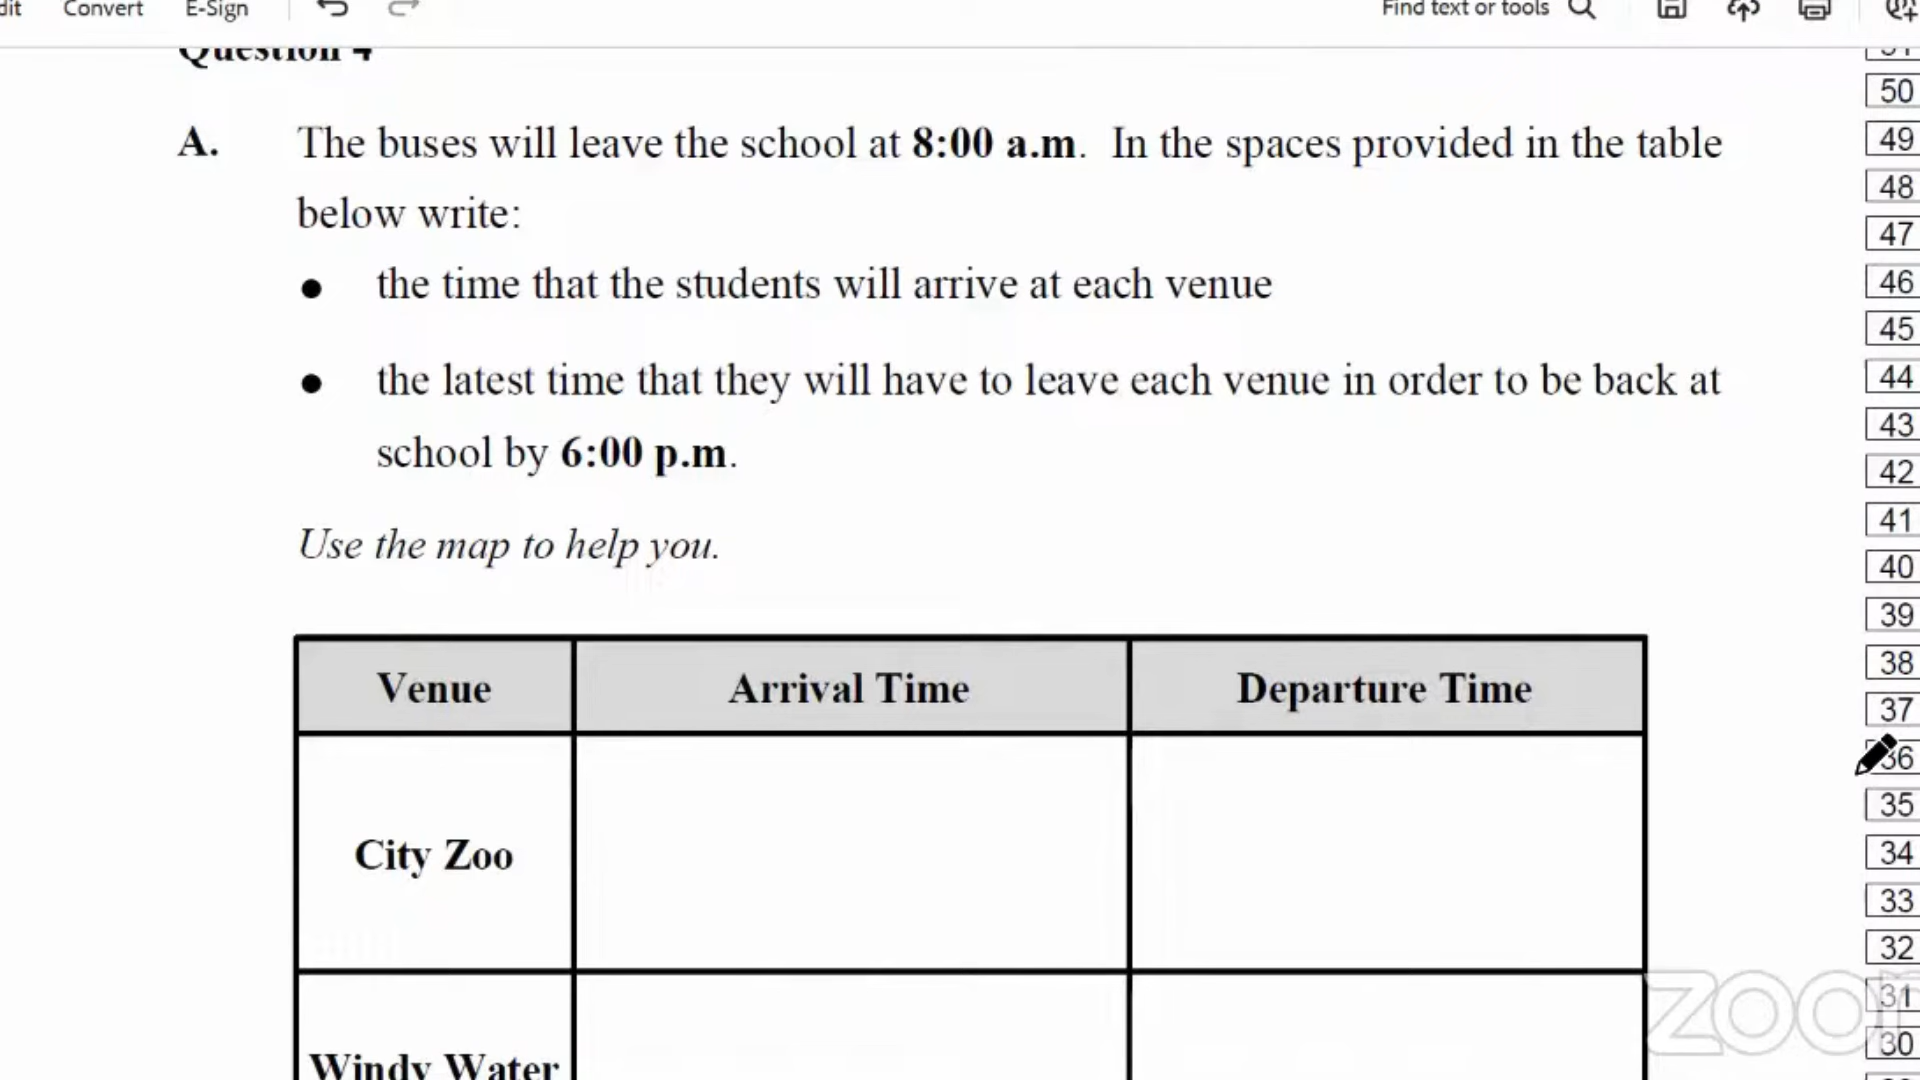 Convert E-Sign Find text or tools
Question 4
A. The buses will leave the school at 8:00 a.m. In the spaces provided in the table
below write:
● the time that the students will arrive at each venue
● the latest time that they will have to leave each venue in order to be back at
school by 6:00 p.m.
Use the map to help you.
Venue Arrival Time Departure Time
City Zoo
Windy Water
50
49
48
47
46
45
44
43
42
41
40
39
38
37
36
35
34
33
32
31
30
zoom